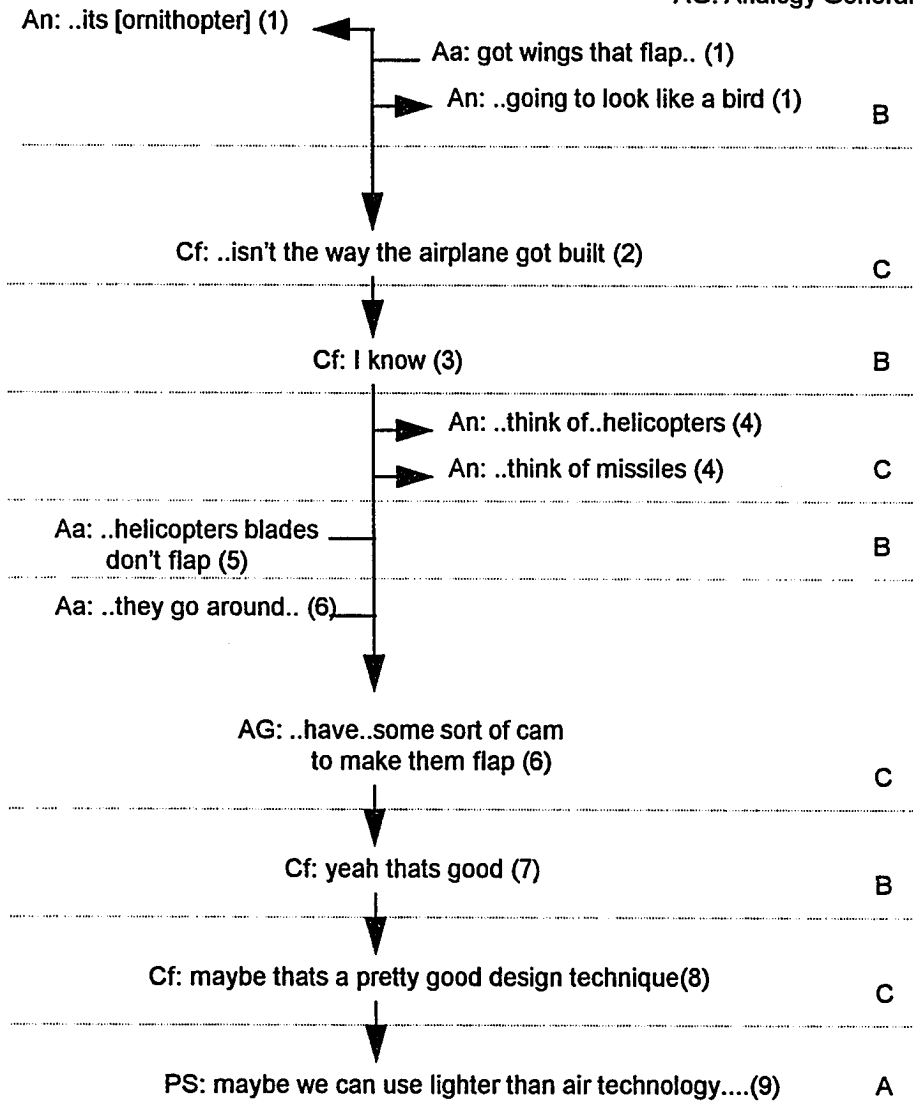 AG: Analogy General
An: ..its [ornithopter] (1)
Aa: got wings that flap.. (1)
An: ..going to look like a bird (1)
B
Cf: ..isn't the way the airplane got built (2)
C
Cf: I know (3)
B
An: ..think of..helicopters (4)
An: ..think of missiles (4)
C
Aa: ..helicopters blades
don't flap (5)
B
Aa: ..they go around.. (6)
AG: ..have..some sort of cam
to make them flap (6)
C
Cf: yeah thats good (7)
B
Cf: maybe thats a pretty good design technique(8)
C
PS: maybe we can use lighter than air technology....(9)
A